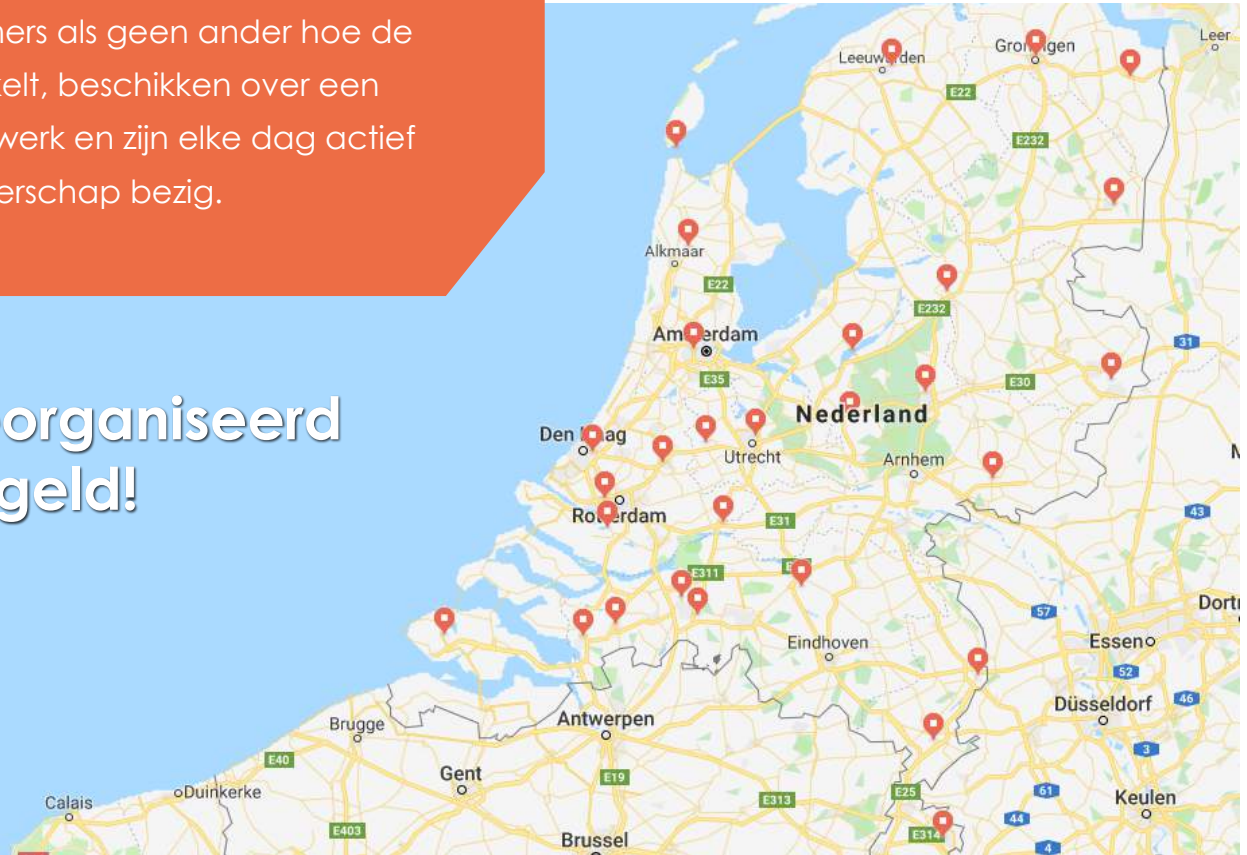 ners als geen ander hoe de
kelt, beschikken over een
werk en zijn elke dag actief
erschap bezig.
organiseerd
geld!
Leer
Leeuwarden
Groningen
E22
E232
Alkmaar
E22
E232
Amsterdam
31
E35
E30
Nederland
Den Haag
Utrecht
Arnhem
43
Rotterdam
E31
E311
57
Dortm
Eindhoven
Essen
52
46
Düsseldorf
Antwerpen
Brugge
3
E40
Gent
E19
61
Duinkerke
E25
Keulen
Calais
E313
44
E403
E314
Brussel
4